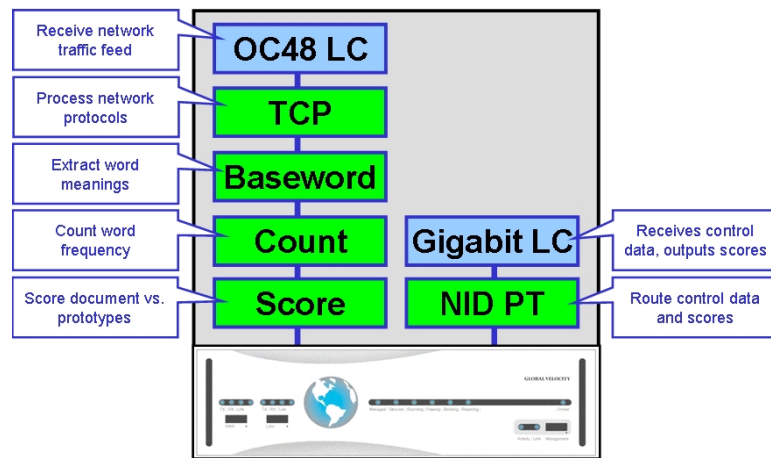 Receive network
traffic feed
OC48 LC
Process network
protocols
TCP
Extract word
meanings
Baseword
Count word
frequency
Count
Gigabit LC
Receives control
data, outputs scores
Score document vs.
prototypes
Score
NID PT
Route control data
and scores
GLOBAL VELOCITY
Management